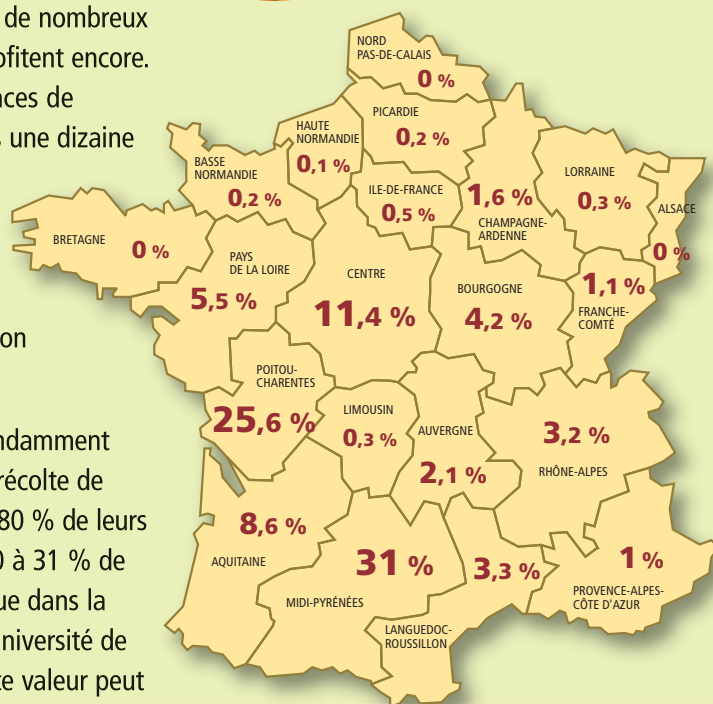 de nombreux
ofitent encore.
nces de
s une dizaine
on
ndamment
récolte de
80 % de leurs
0 à 31 % de
ue dans la
niversité de
te valeur peut
NORD
PAS-DE-CALAIS
0 %
PICARDIE
0,2 %
HAUTE
NORMANDIE
0,1 %
BASSE
NORMANDIE
0,2 %
ILE-DE-FRANCE
0,5 %
1,6 %
CHAMPAGNE-
ARDENNE
LORRAINE
0,3 %
ALSACE
0 %
BRETAGNE
0 %
PAYS
DE LA LOIRE
5,5 %
CENTRE
11,4 %
BOURGOGNE
4,2 %
1,1 %
FRANCHE-
COMTÉ
POITOU-
CHARENTES
25,6 %
LIMOUSIN
0,3 %
AUVERGNE
2,1 %
3,2 %
RHÔNE-ALPES
8,6 %
AQUITAINE
31 %
MIDI-PYRÉNÉES
3,3 %
LANGUEDOC-
ROUSSILLON
1 %
PROVENCE-ALPES-
CÔTE D'AZUR